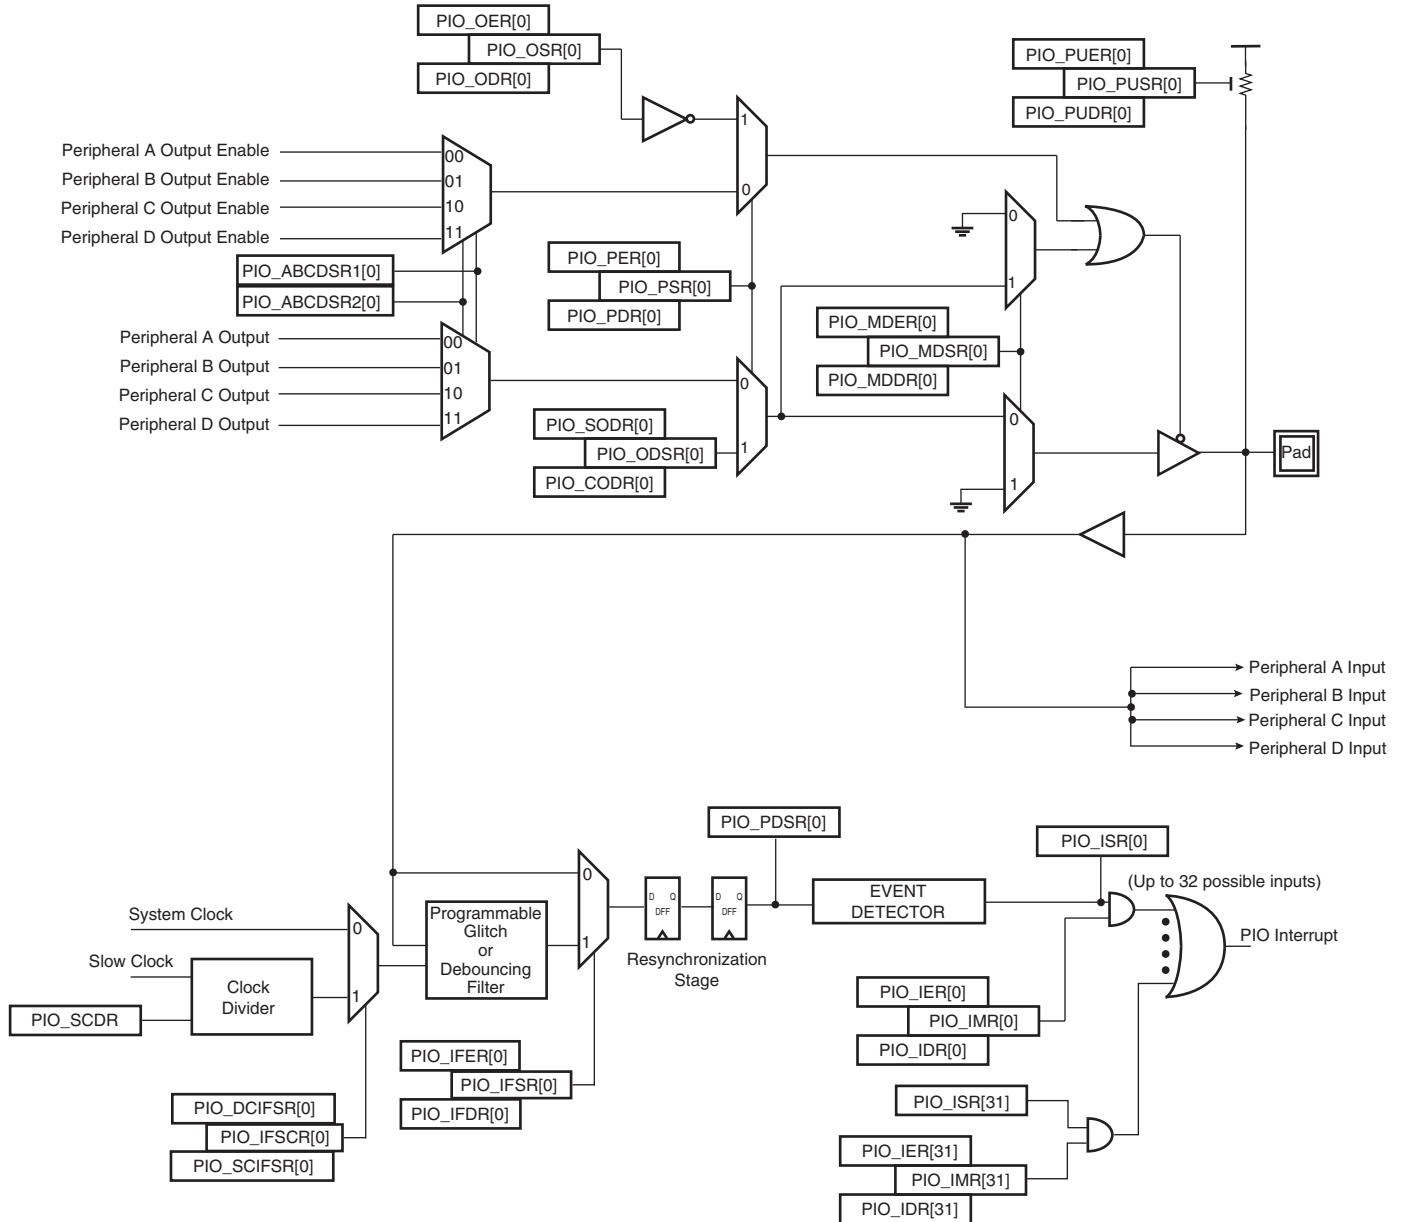 PIO_OER[0]
PIO_OSR[0]
PIO_ODR[0]
PIO_PUER[0]
PIO_PUSR[0]
PIO_PUDR[0]
1
0
Peripheral A Output Enable
Peripheral B Output Enable
Peripheral C Output Enable
Peripheral D Output Enable
00
01
10
11
PIO_ABCDSR1[0]
PIO_ABCDSR2[0]
PIO_PER[0]
PIO_PSR[0]
PIO_PDR[0]
0
1
PIO_MDER[0]
PIO_MDSR[0]
PIO_MDDR[0]
Peripheral A Output
Peripheral B Output
Peripheral C Output
Peripheral D Output
00
01
10
11
0
1
PIO_SODR[0]
PIO_ODSR[0]
PIO_CODR[0]
0
1
Pad
Peripheral A Input
Peripheral B Input
Peripheral C Input
Peripheral D Input
PIO_PDSR[0]
PIO_ISR[0]
(Up to 32 possible inputs)
System Clock
Slow Clock
Clock
Divider
PIO_SCDR
0
1
Programmable
Glitch
or
Debouncing
Filter
0
1
D Q
DFF
D Q
DFF
Resynchronization
Stage
EVENT
DETECTOR
PIO Interrupt
PIO_IER[0]
PIO_IMR[0]
PIO_IDR[0]
PIO_IFER[0]
PIO_IFSR[0]
PIO_IFDR[0]
PIO_DCIFSR[0]
PIO_IFSCR[0]
PIO_SCIFSR[0]
PIO_ISR[31]
PIO_IER[31]
PIO_IMR[31]
PIO_IDR[31]